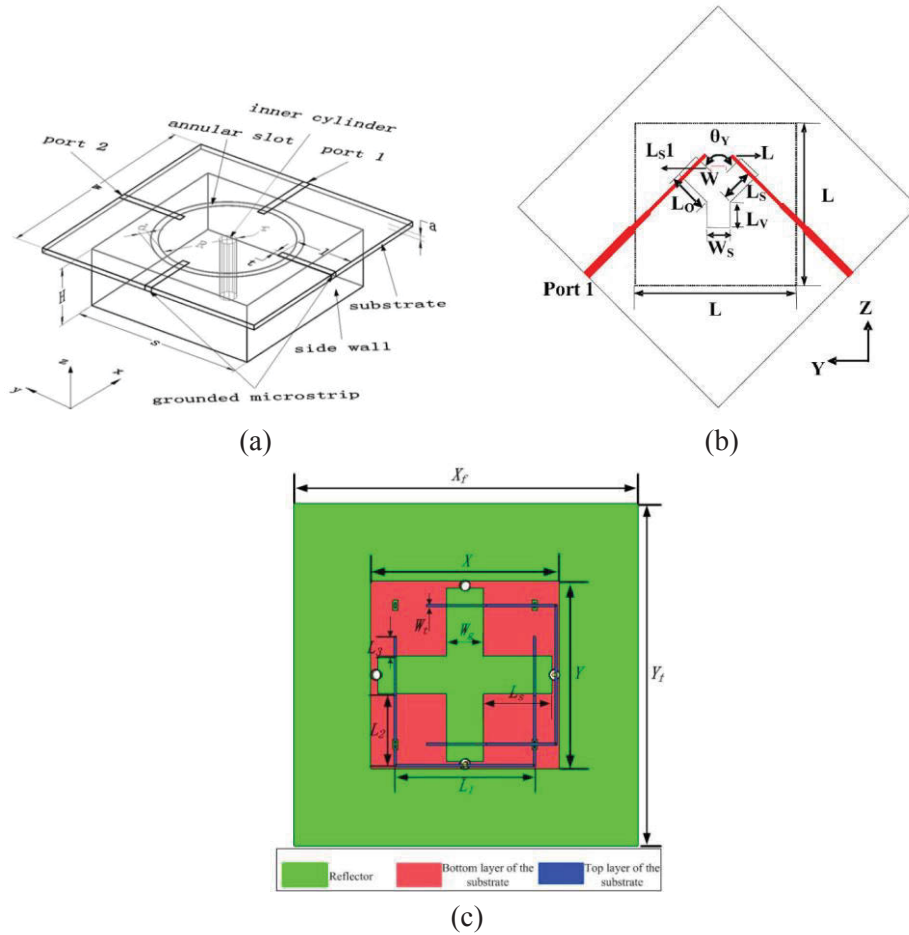 inner cylinder
annular slot
port 2
port 1
w
a
d
R
r
t
l
H
substrate
s
side wall
z
y
x
grounded microstrip
(a)
θY
LS1
L
W
LO
LS
LV
WS
L
Port 1
L
Z
Y
(b)
Xf
X
Wt
Wg
L3
Y
Yf
Ls
L2
L1
Reflector
Bottom layer of the
substrate
Top layer of the
substrate
(c)